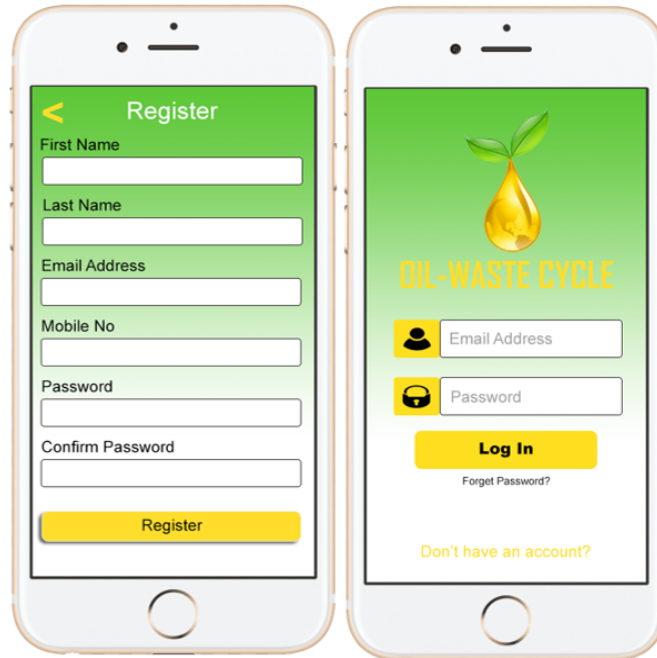 < Register
First Name
Last Name
Email Address
Mobile No
Password
Confirm Password
Register
OIL-WASTE CYCLE
Email Address
Password
Log In
Forget Password?
Don't have an account?